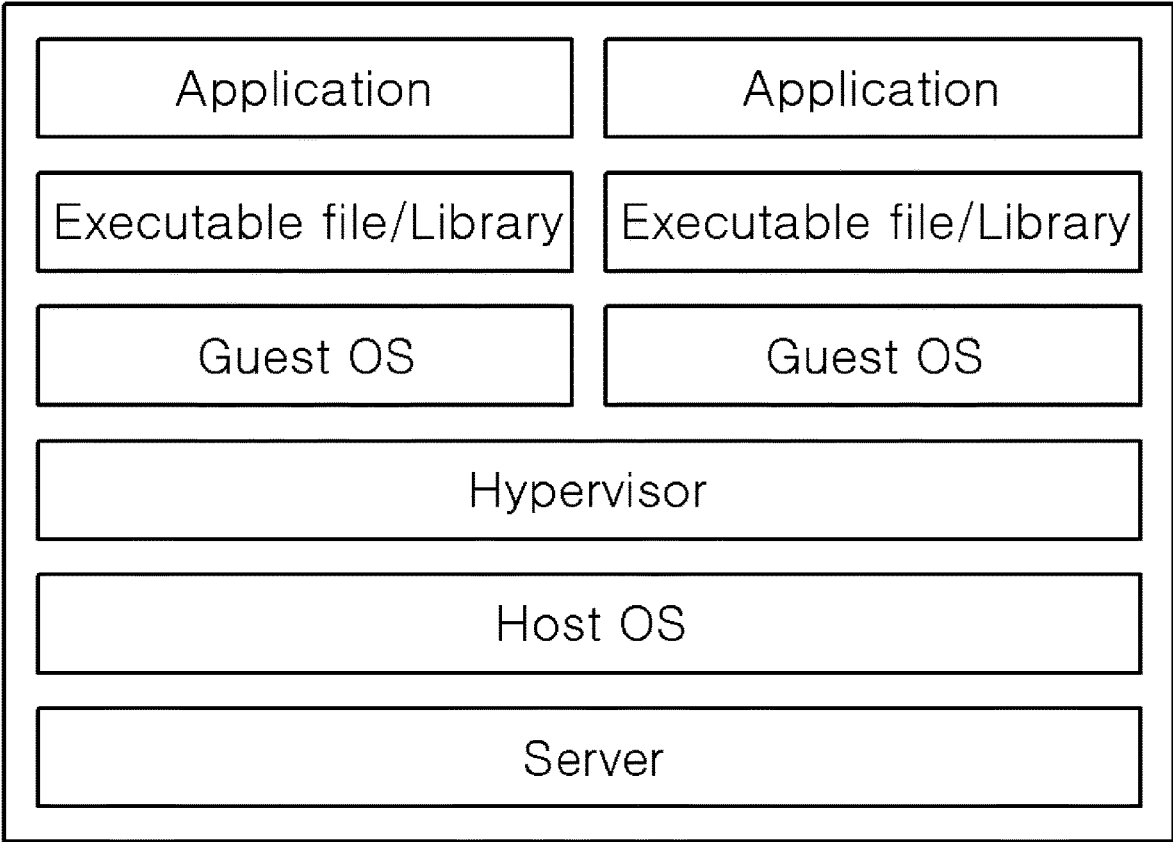 Application
Application
Executable file/Library
Executable file/Library
Guest OS
Guest OS
Hypervisor
Host OS
Server